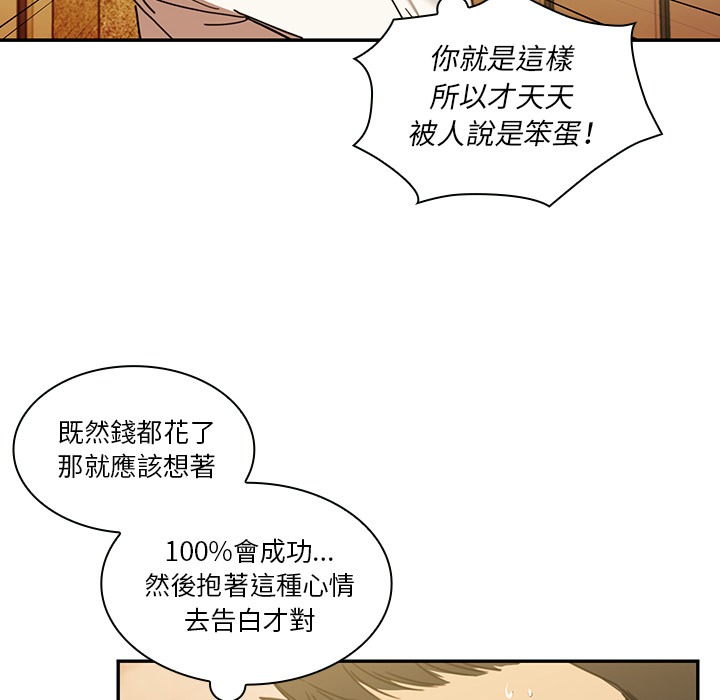 你就是這樣
所以才天天
被人說是笨蛋！
既然錢都花了
那就應該想著
100%會成功...
然後抱著這種心情
去告白才對